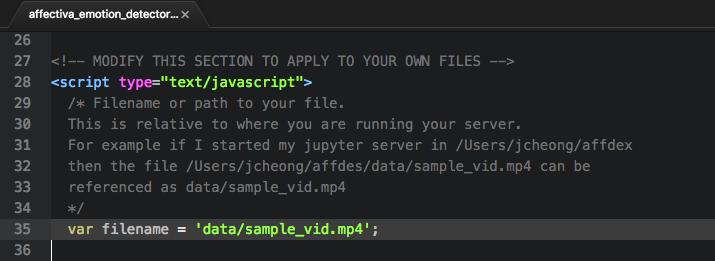 affectiva_emotion_detector... ×
26
27 <!-- MODIFY THIS SECTION TO APPLY TO YOUR OWN FILES -->
28 <script type="text/javascript">
29 /* Filename or path to your file.
30 This is relative to where you are running your server.
31 For example if I started my jupyter server in /Users/jcheong/affdex
32 then the file /Users/jcheong/affdes/data/sample_vid.mp4 can be
33 referenced as data/sample_vid.mp4
34 */
35 var filename = 'data/sample_vid.mp4';
36